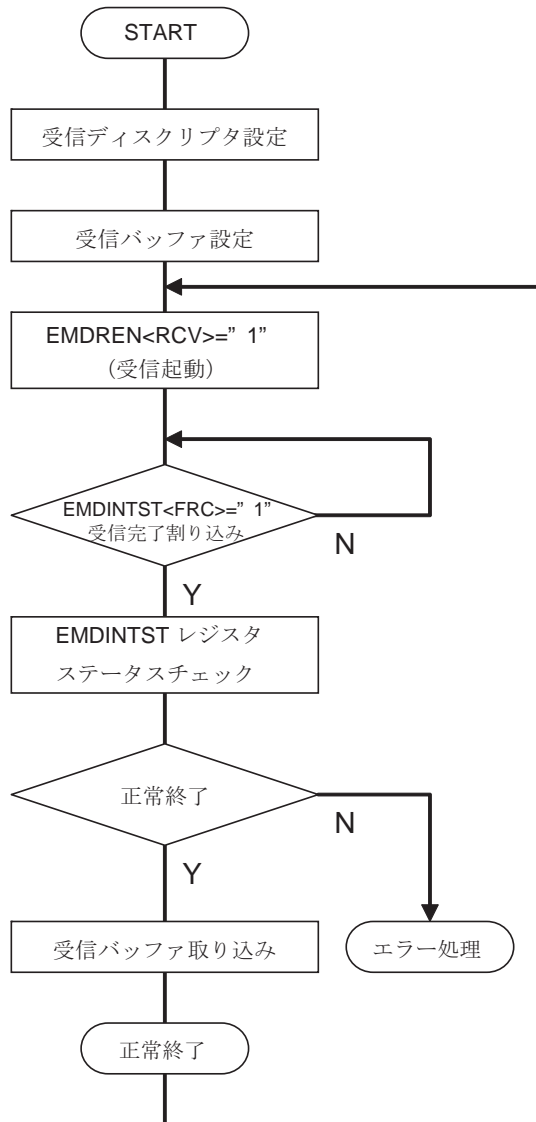 START
受信ディスクリプタ設定
受信バッファ設定
EMDREN<RCV>=” 1”
（受信起動）
EMDINTST<FRC>=” 1”
受信完了割り込み
N
Y
EMDINTST レジスタ
ステータスチェック
正常終了
N
Y
受信バッファ取り込み
エラー処理
正常終了